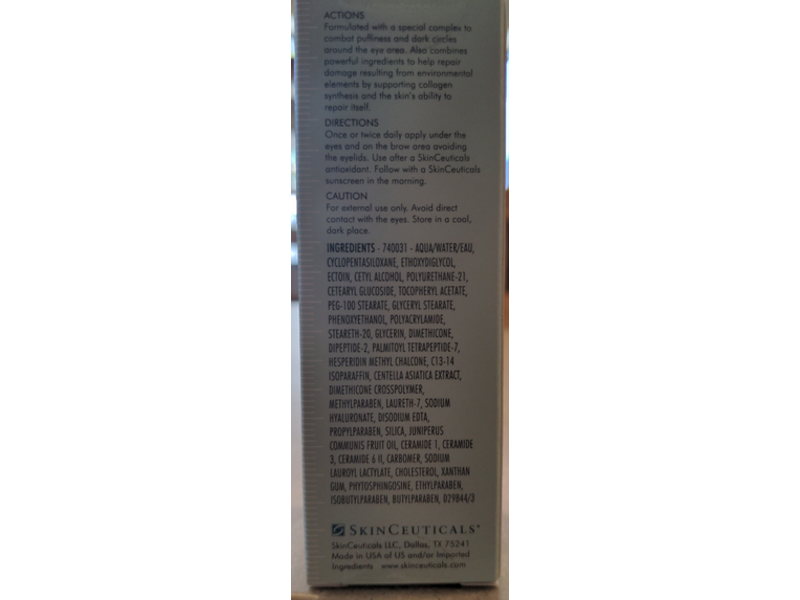 ACTIONS
Formulated with a special complex to
combat puffiness and dark circles
around the eye area. Also combines
powerful ingredients to help repair
damage resulting from environmental
elements by supporting collagen
synthesis and the skin's ability to
repair itself.
DIRECTIONS
Once or twice daily apply under the
eyes and on the brow area avoiding
the eyelids. Use after a SkinCeuticals
antioxidant. Follow with a SkinCeuticals
sunscreen in the morning.
CAUTION
For external use only. Avoid direct
contact with the eyes. Store in a cool,
dark place.
INGREDIENTS - 740031 - AQUA/WATER/EAU,
CYCLOPENTASILOXANE, ETHOXYDIGLYCOL,
ECTOIN, CETYL ALCOHOL, POLYURETHANE-21,
CETEARYL GLUCOSIDE, TOCOPHERYL ACETATE,
PEG-100 STEARATE, GLYCERYL STEARATE,
PHENOXYETHANOL, POLYACRYLAMIDE,
STEARETH-20, GLYCERIN, DIMETHICONE,
DIPEPTIDE-2, PALMITOYL TETRAPEPTIDE-7,
HESPERIDIN METHYL CHALCONE, C13-14
ISOPARAFFIN, CENTELLA ASIATICA EXTRACT,
DIMETHICONE CROSSPOLYMER,
METHYLPARABEN, LAURETH-7, SODIUM
HYALURONATE, DISODIUM EDTA,
PROPYLPARABEN, SILICA, JUNIPERUS
COMMUNIS FRUIT OIL, CERAMIDE 1, CERAMIDE
3, CERAMIDE 6 II, CARBOMER, SODIUM
LAUROYL LACTYLATE, CHOLESTEROL, XANTHAN
GUM, PHYTOSPHINGOSINE, ETHYLPARABEN,
ISOBUTYLPARABEN, BUTYLPARABEN, D29844/3
SKINCEUTICALS®
SkinCeuticals LLC, Dallas, TX 75241
Made in USA of US and/or Imported
Ingredients www.skinceuticals.com